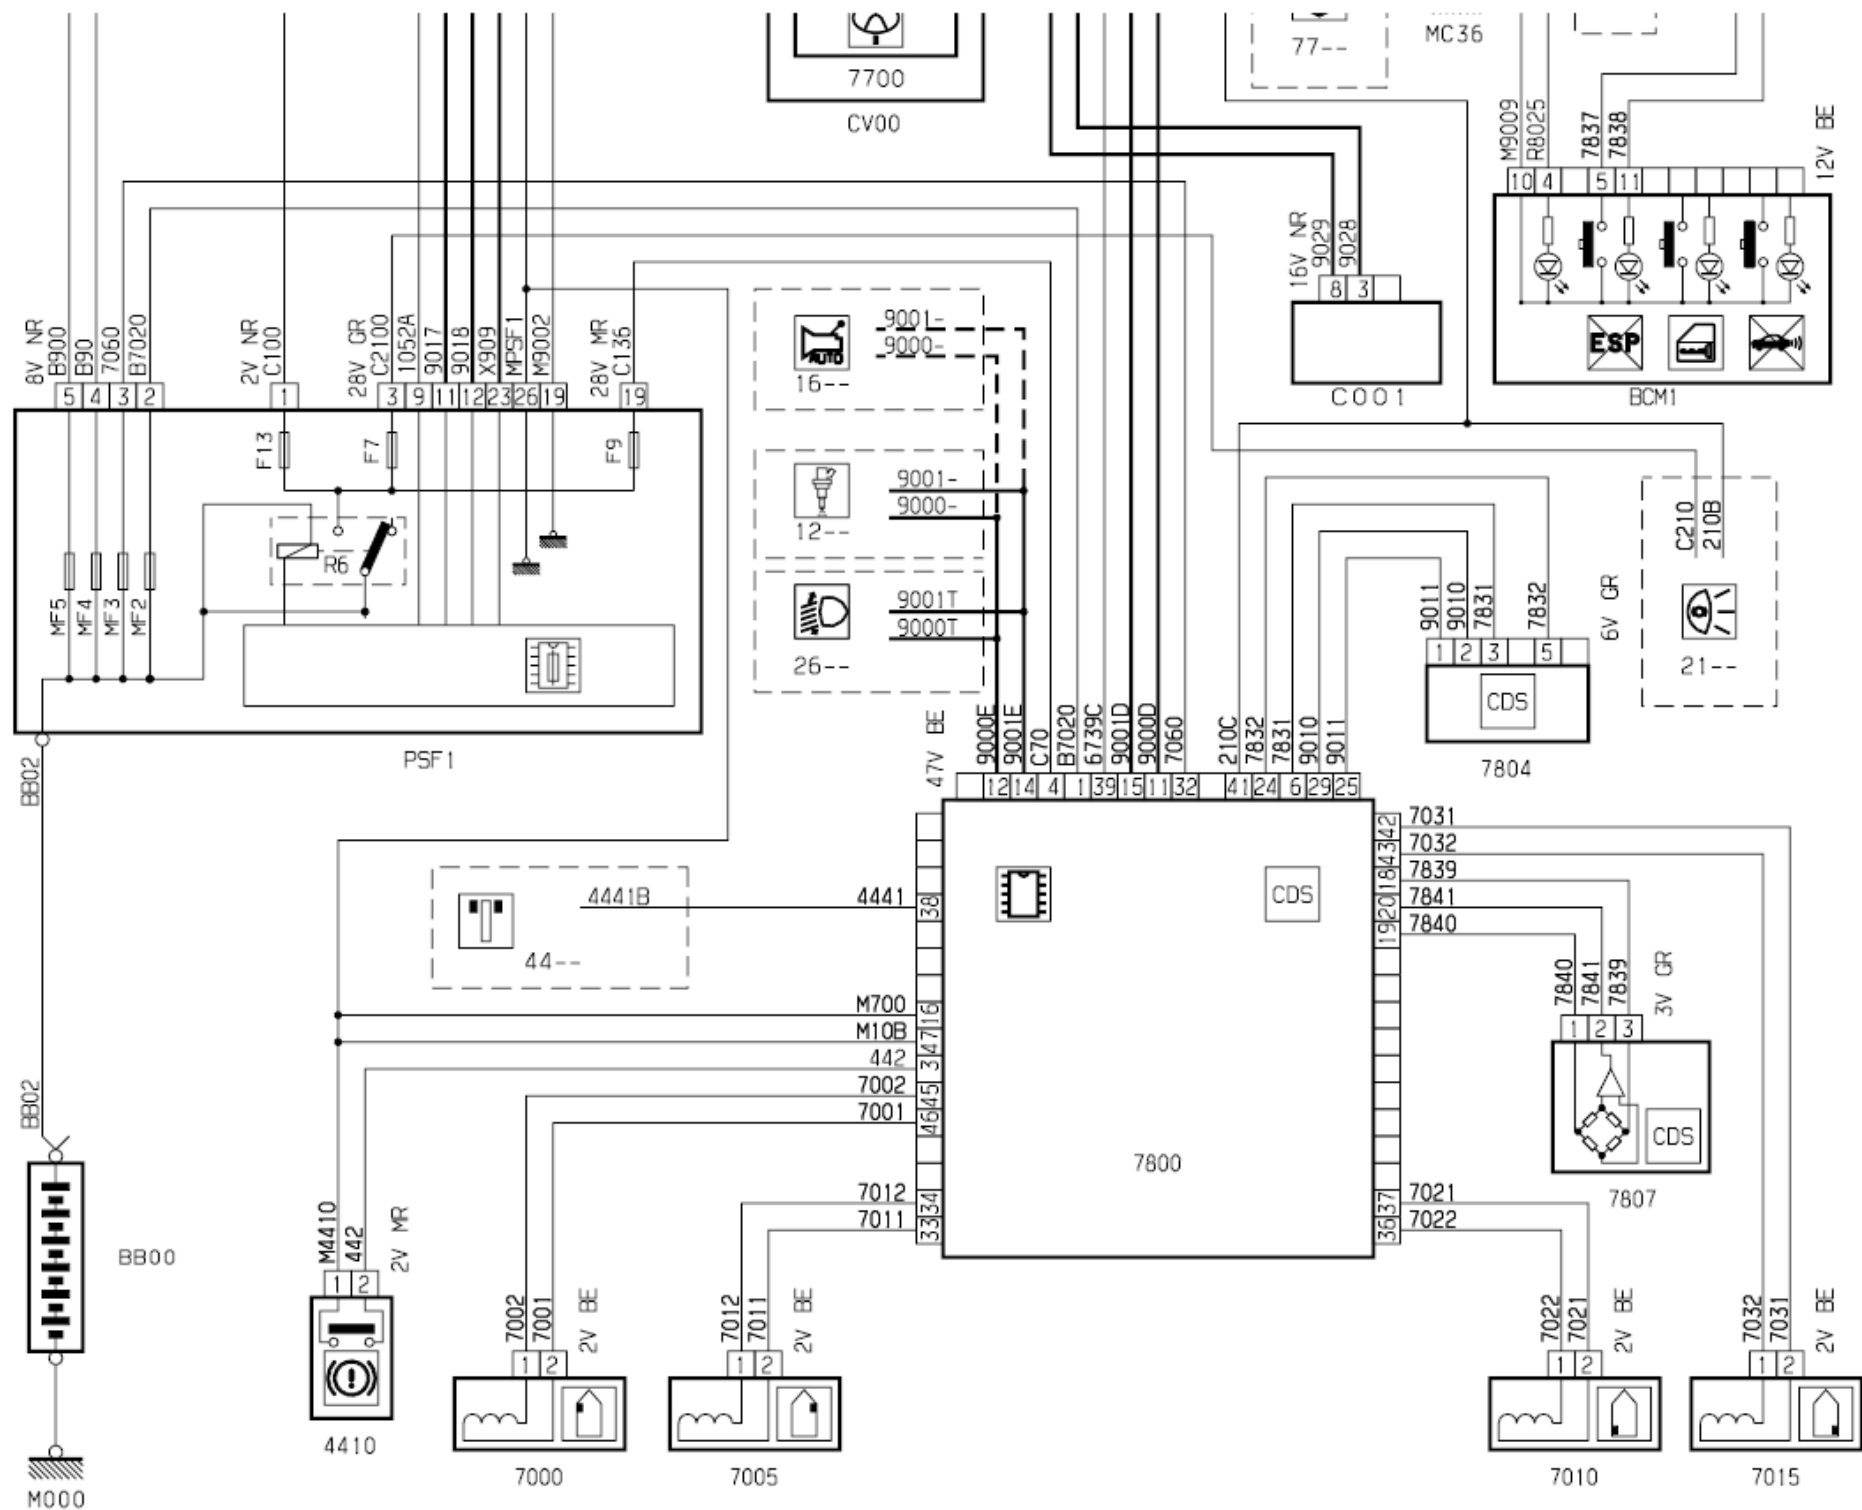 7700
CV00
77--
MC36
M9009
R8025
7837
7838
12V BE
10 4 5 11
ESP
BCM1
16V NR
9029
9028
8 3
C001
8V NR
B900
B90
7060
B7020
2V NR
C100
28V GR
C2100
1052A
9017
9018
X909
MPSF1
M9002
28V MR
C136
5 4 3 2
1
3 9 11 12 23 26 19
19
F13
F7
F9
R6
MF5
MF4
MF3
MF2
PSF1
AUTO
9001-
9000-
16--
9001-
9000-
12--
9001T
9000T
26--
C210
210B
21--
9011
9010
7831
7832
6V GR
1 2 3 5
CDS
7804
47V BE
9000E
9001E
C70
B7020
6739C
9001D
9000D
7060
210C
7832
7831
9010
9011
12 14 4 1 39 15 11 32 41 24 6 29 25
BB02
BB02
4441B
44--
4441
38
M700
16
M10B
47
442
3
7002
45
7001
46
7012
34
7011
33
CDS
7800
42
7031
43
7032
18
7839
20
7841
19
7840
37
7021
36
7022
7840
7841
7839
3V GR
1 2 3
CDS
7807
BB00
M000
M4410
442
2V MR
1 2
4410
7002
7001
2V BE
1 2
7000
7012
7011
2V BE
1 2
7005
7022
7021
2V BE
1 2
7010
7032
7031
2V BE
1 2
7015